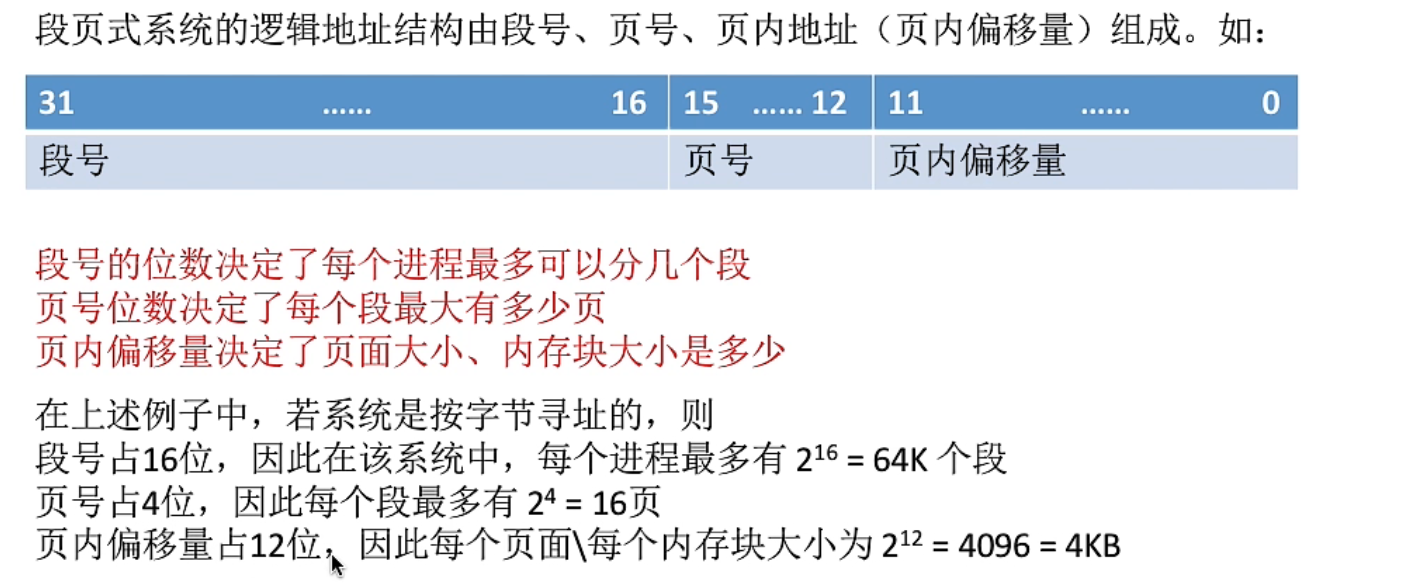 段页式系统的逻辑地址结构由段号、页号、页内地址（页内偏移量）组成。如：
31 …… 16 15 …… 12 11 …… 0
段号 页号 页内偏移量
段号的位数决定了每个进程最多可以分几个段
页号位数决定了每个段最大有多少页
页内偏移量决定了页面大小、内存块大小是多少
在上述例子中，若系统是按字节寻址的，则
段号占16位，因此在该系统中，每个进程最多有 2¹⁶ = 64K 个段
页号占4位，因此每个段最多有 2⁴ = 16页
页内偏移量占12位，因此每个页面\每个内存块大小为 2¹² = 4096 = 4KB